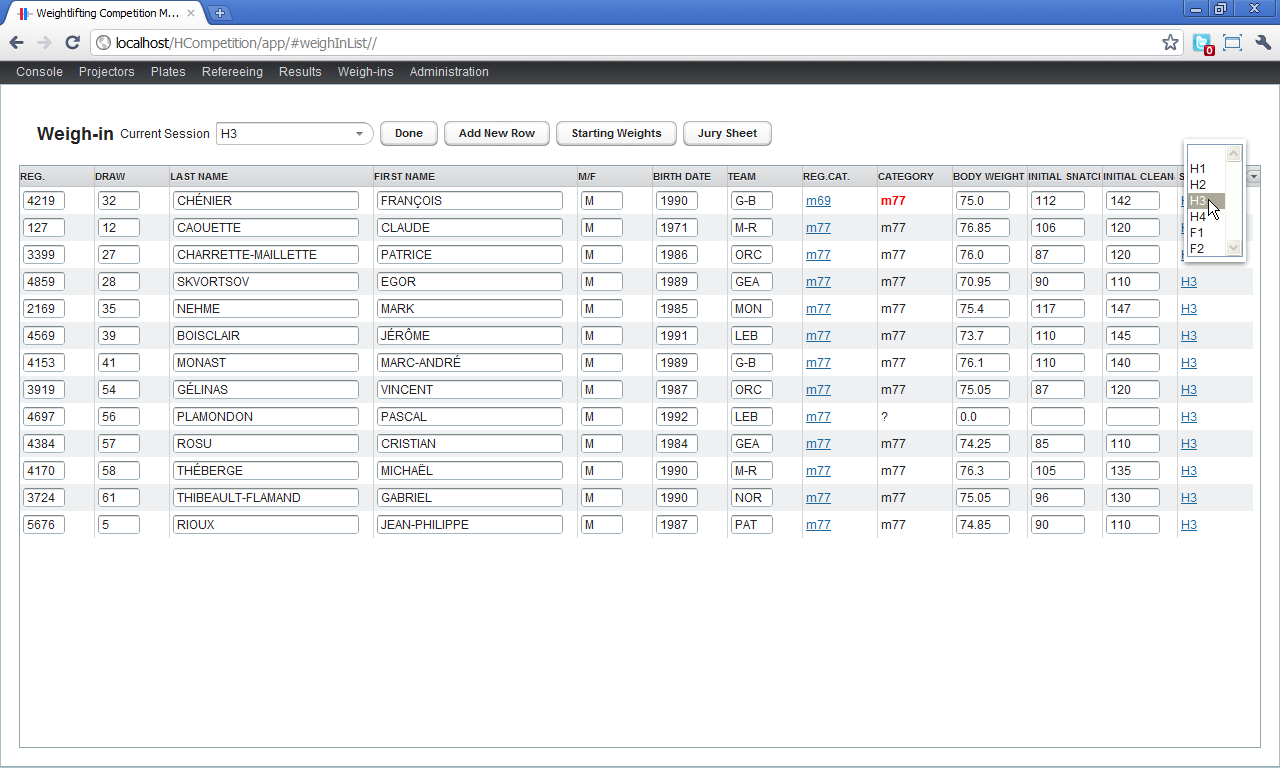 Weightlifting Competition M...
localhost/HCompetition/app/#weighInList//
0
Console Projectors Plates Refereeing Results Weigh-ins Administration
Weigh-in Current Session H3 Done Add New Row Starting Weights Jury Sheet
REG. DRAW LAST NAME FIRST NAME M/F BIRTH DATE TEAM REG.CAT. CATEGORY BODY WEIGHT INITIAL SNATC INITIAL CLEAN S
4219 32 CHÉNIER FRANÇOIS M 1990 G-B m69 m77 75.0 112 142
127 12 CAOUETTE CLAUDE M 1971 M-R m77 m77 76.85 106 120
3399 27 CHARRETTE-MAILLETTE PATRICE M 1986 ORC m77 m77 76.0 87 120
4859 28 SKVORTSOV EGOR M 1989 GEA m77 m77 70.95 90 110 H3
2169 35 NEHME MARK M 1985 MON m77 m77 75.4 117 147 H3
4569 39 BOISCLAIR JÉRÔME M 1991 LEB m77 m77 73.7 110 145 H3
4153 41 MONAST MARC-ANDRÉ M 1989 G-B m77 m77 76.1 110 140 H3
3919 54 GÉLINAS VINCENT M 1987 ORC m77 m77 75.05 87 120 H3
4697 56 PLAMONDON PASCAL M 1992 LEB m77 ? 0.0 H3
4384 57 ROSU CRISTIAN M 1984 GEA m77 m77 74.25 85 110 H3
4170 58 THÉBERGE MICHAËL M 1990 M-R m77 m77 76.3 105 135 H3
3724 61 THIBEAULT-FLAMAND GABRIEL M 1990 NOR m77 m77 75.05 96 130 H3
5676 5 RIOUX JEAN-PHILIPPE M 1987 PAT m77 m77 74.85 90 110 H3
H1
H2
H3
H4
F1
F2